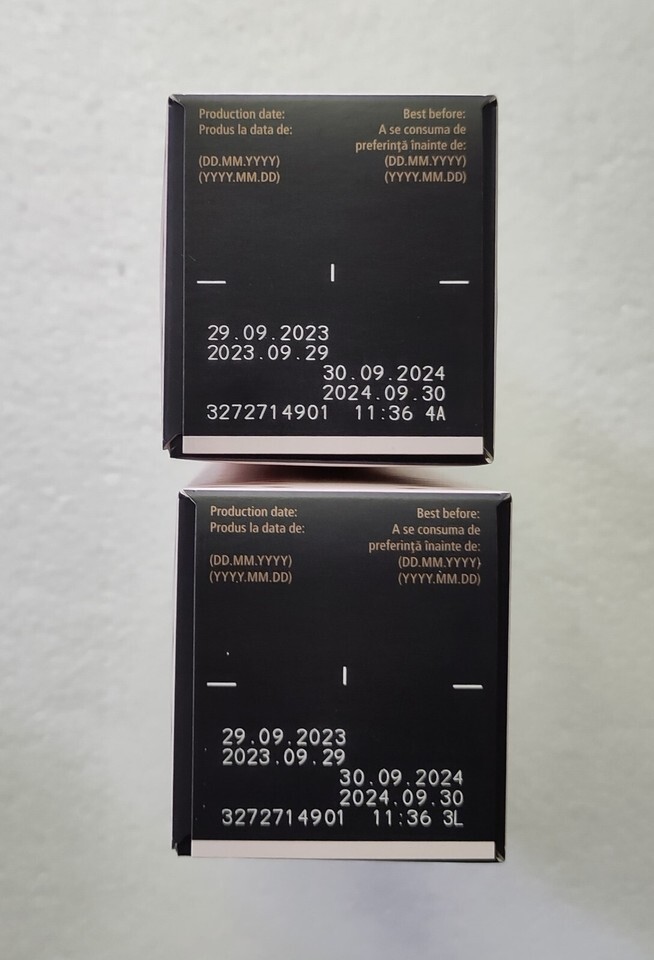 Production date:
Best before:
Produs la data de:
A se consuma de
preferință înainte de:
(DD.MM.YYYY)
(DD.MM.YYYY)
(YYYY.MM.DD)
(YYYY.MM.DD)
29.09.2023
2023.09.29
30.09.2024
2024.09.30
3272714901 11:36 4A
Production date:
Best before:
Produs la data de:
A se consuma de
preferință înainte de:
(DD.MM.YYYY)
(DD.MM.YYYY)
(YYYY.MM.DD)
(YYYY.MM.DD)
29.09.2023
2023.09.29
30.09.2024
2024.09.30
3272714901 11:36 3L